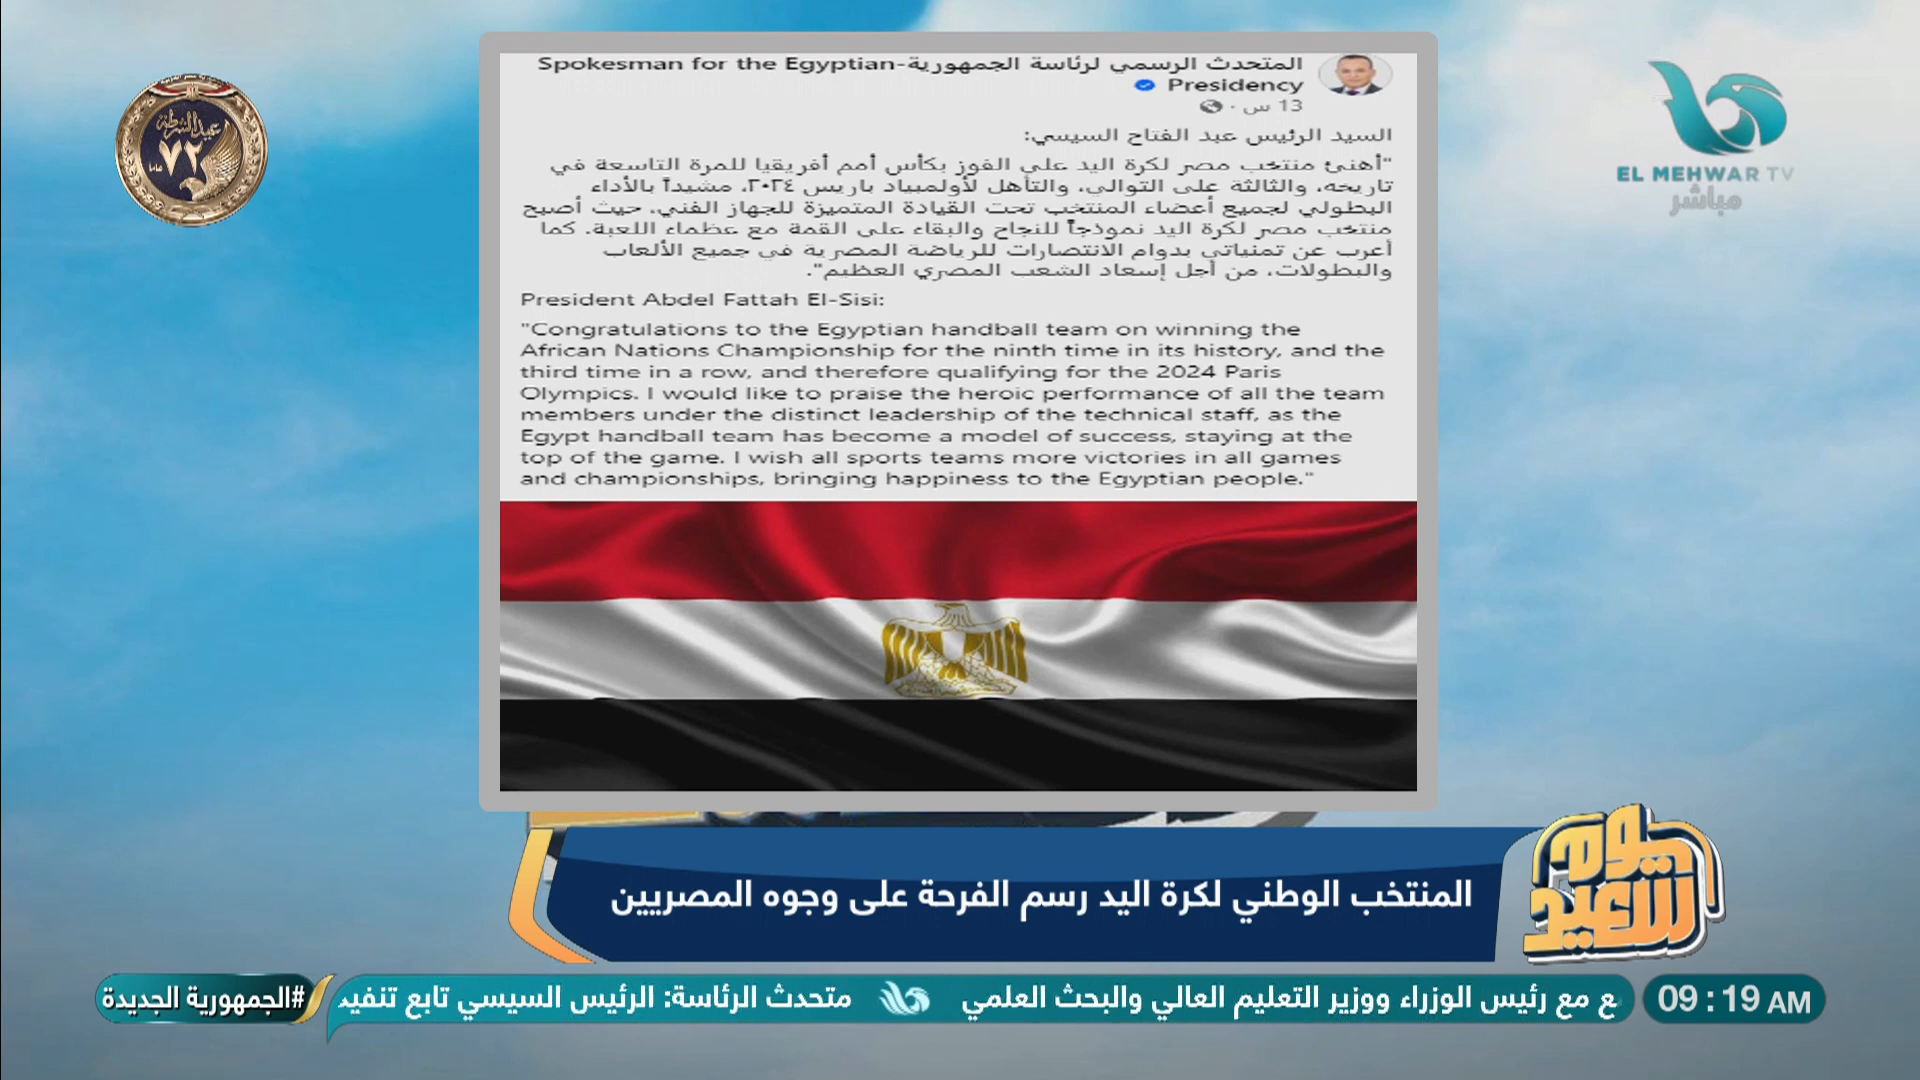 عيد الشرطة
٧٢
عاما
EL MEHWAR TV
مباشر
المتحدث الرسمي لرئاسة الجمهورية-Spokesman for the Egyptian
Presidency
13 س ·
السيد الرئيس عبد الفتاح السيسي:
"أهنئ منتخب مصر لكرة اليد على الفوز بكأس أمم أفريقيا للمرة التاسعة في
تاريخه، والثالثة على التوالي، والتأهل لأولمبياد باريس ٢٠٢٤، مشيداً بالأداء
البطولي لجميع أعضاء المنتخب تحت القيادة المتميزة للجهاز الفني، حيث أصبح
منتخب مصر لكرة اليد نموذجاً للنجاح والبقاء على القمة مع عظماء اللعبة. كما
أعرب عن تمنياتي بدوام الانتصارات للرياضة المصرية في جميع الألعاب
والبطولات، من أجل إسعاد الشعب المصري العظيم".
President Abdel Fattah El-Sisi:
"Congratulations to the Egyptian handball team on winning the
African Nations Championship for the ninth time in its history, and the
third time in a row, and therefore qualifying for the 2024 Paris
Olympics. I would like to praise the heroic performance of all the team
members under the distinct leadership of the technical staff, as the
Egypt handball team has become a model of success, staying at the
top of the game. I wish all sports teams more victories in all games
and championships, bringing happiness to the Egyptian people."
يوم سعيد
المنتخب الوطني لكرة اليد رسم الفرحة على وجوه المصريين
09 : 19 AM
ع مع رئيس الوزراء ووزير التعليم العالي والبحث العلمي
متحدث الرئاسة: الرئيس السيسي تابع تنفيذ
#الجمهورية الجديدة